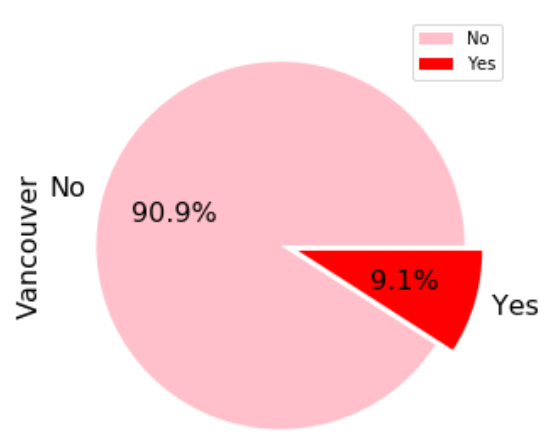 No
Yes
Vancouver
No
90.9%
9.1%
Yes